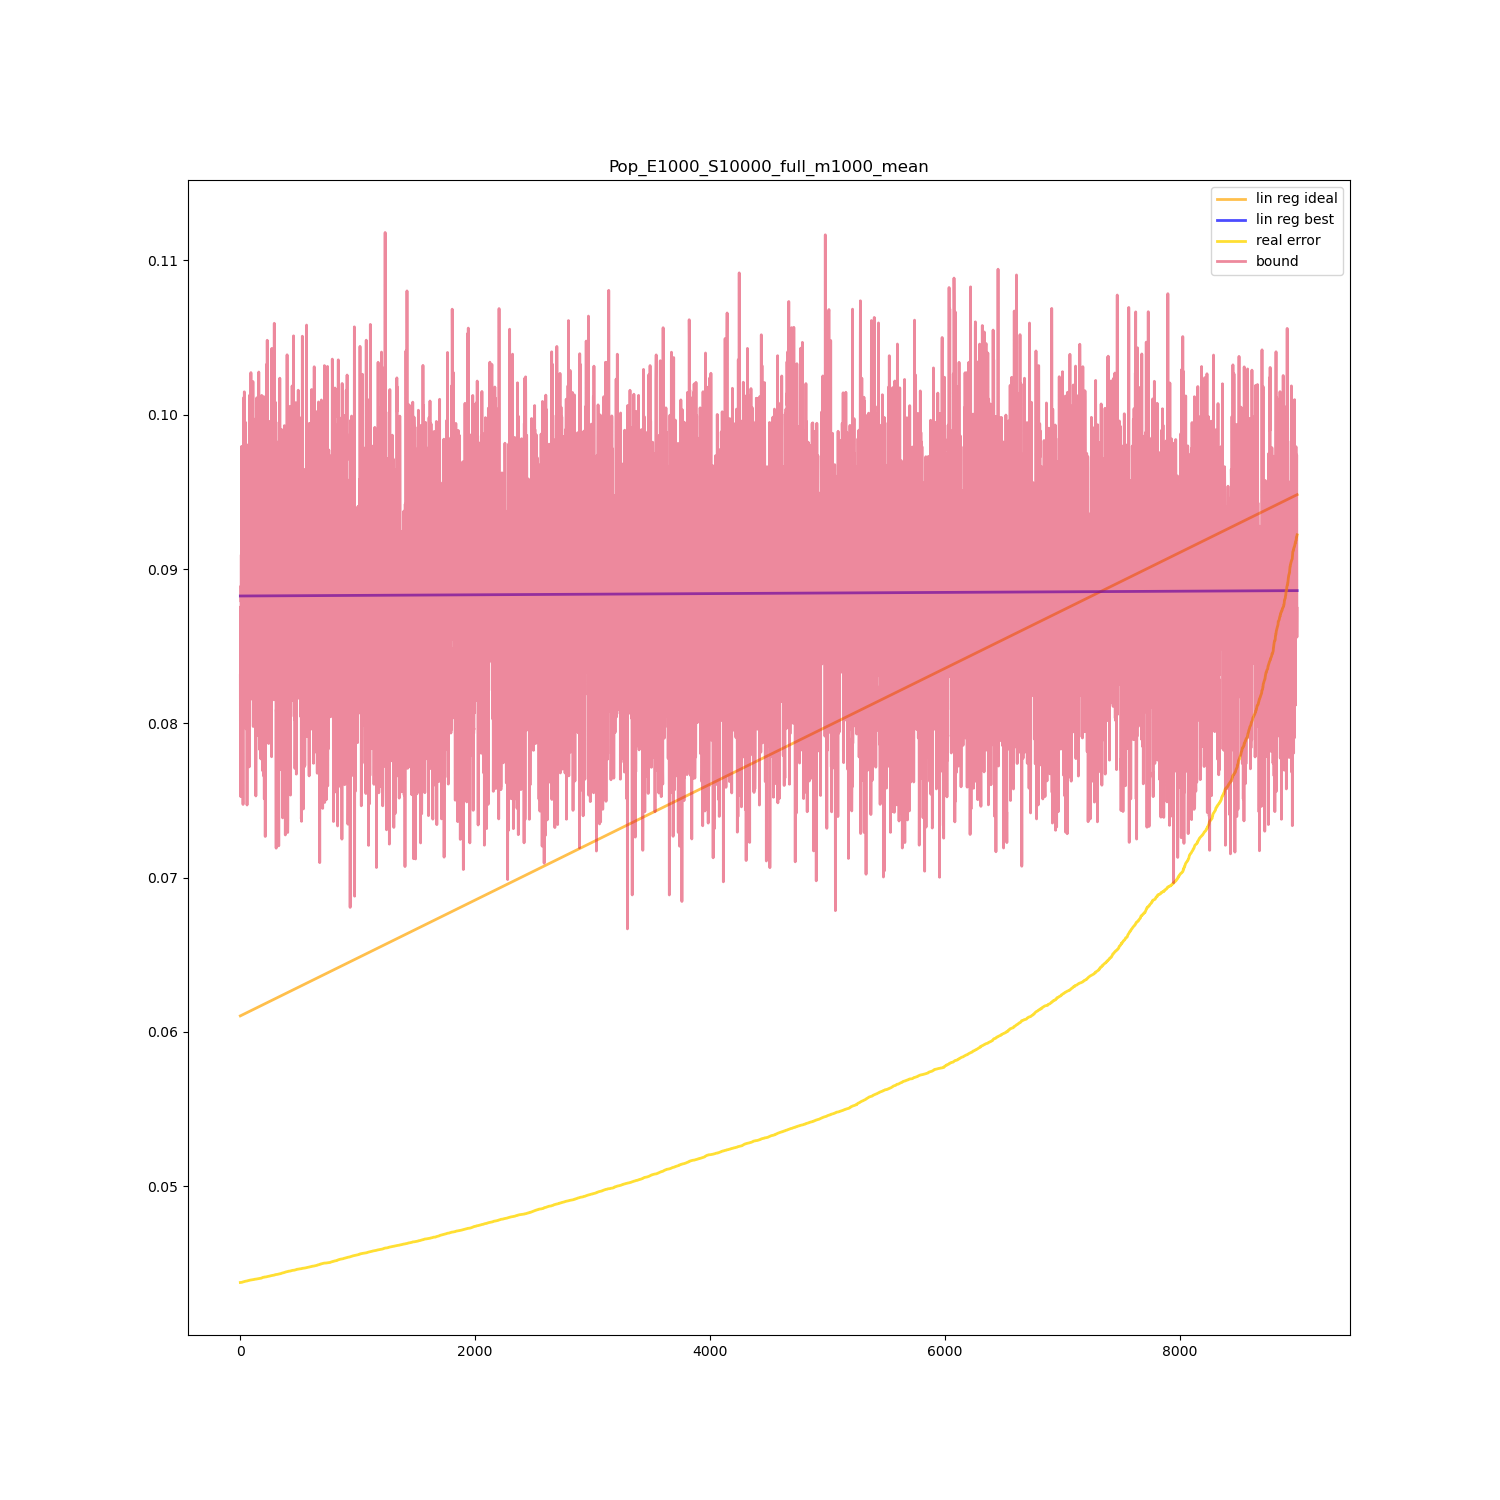 Pop_E1000_S10000_full_m1000_mean
lin reg ideal
lin reg best
real error
bound
0.11
0.10
0.09
0.08
0.07
0.06
0.05
0 2000 4000 6000 8000